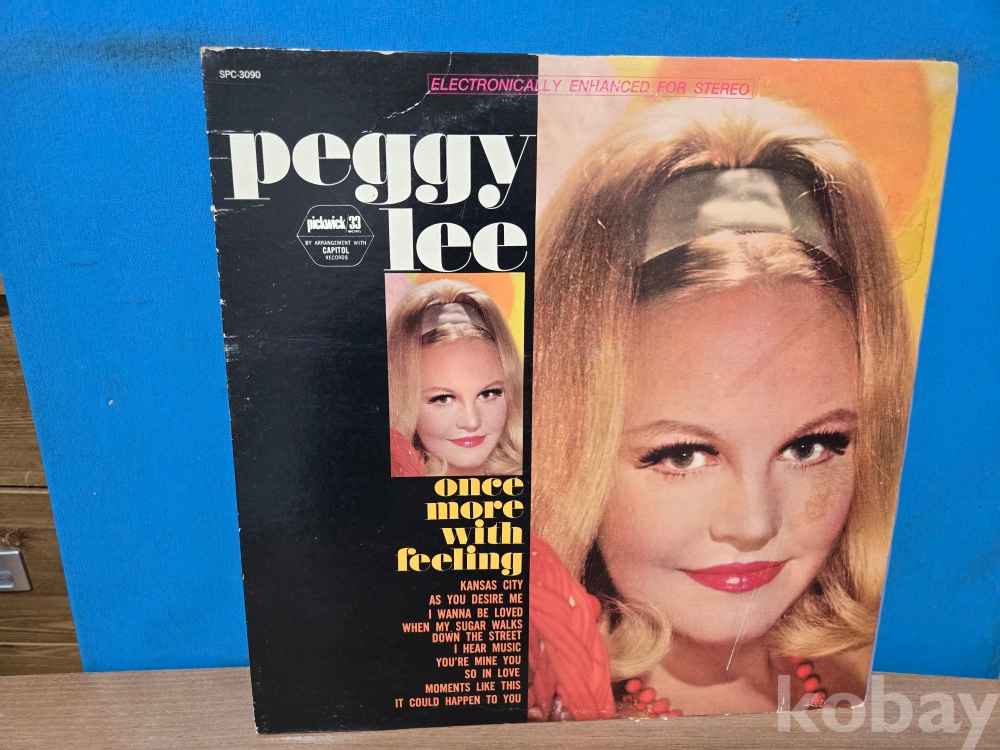 SPC-3090
ELECTRONICALLY ENHANCED FOR STEREO
peggy
lee
pickwick/33
RECORDS
BY ARRANGEMENT WITH
CAPITOL
RECORDS
once
more
with
feeling
KANSAS CITY
AS YOU DESIRE ME
I WANNA BE LOVED
WHEN MY SUGAR WALKS
DOWN THE STREET
I HEAR MUSIC
YOU'RE MINE YOU
SO IN LOVE
MOMENTS LIKE THIS
IT COULD HAPPEN TO YOU
kobay